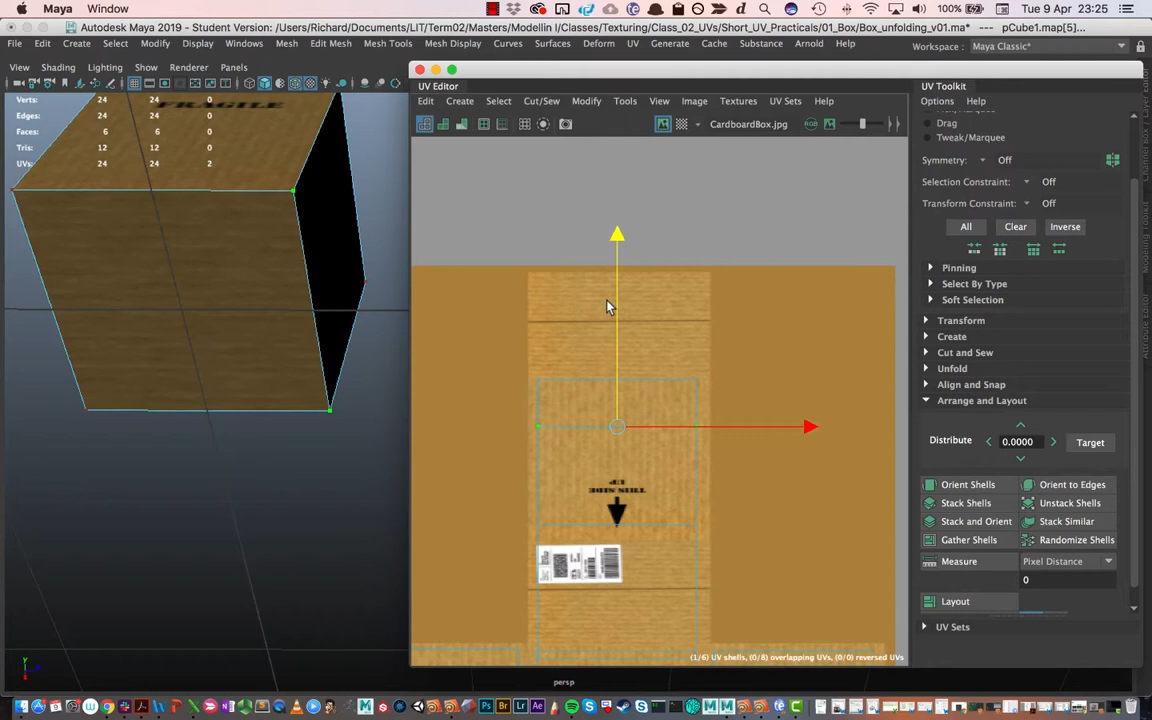 Maya Window 100% Tue 9 Apr 23:25
Autodesk Maya 2019 - Student Version: /Users/Richard/Documents/LIT/Term02/Masters/Modellin I/Classes/Texturing/Class_02_UVs/Short_UV_Practicals/01_Box/Box_unfolding_v01.ma* --- pCube1.map[5]...
File Edit Create Select Modify Display Windows Mesh Edit Mesh Mesh Tools Mesh Display Curves Surfaces Deform UV Generate Cache Substance Arnold Help Workspace : Maya Classic*
View Shading Lighting Show Renderer Panels
Verts: 24 24 0
Edges: 24 24 0
Faces: 6 6 0
Tris: 12 12 0
UVs: 24 24 2
FRAGILE
UV Editor
Edit Create Select Cut/Sew Modify Tools View Image Textures UV Sets Help
CardboardBox.jpg
THIS SIDE
UP
(1/6) UV shells, (0/8) overlapping UVs, (0/0) reversed UVs
UV Toolkit
Options Help
Drag
Tweak/Marquee
Symmetry: Off
Selection Constraint: Off
Transform Constraint: Off
All Clear Inverse
Pinning
Select By Type
Soft Selection
Transform
Create
Cut and Sew
Unfold
Align and Snap
Arrange and Layout
Distribute 0.0000 Target
Orient Shells Orient to Edges
Stack Shells Unstack Shells
Stack and Orient Stack Similar
Gather Shells Randomize Shells
Measure Pixel Distance
0
Layout
UV Sets
persp